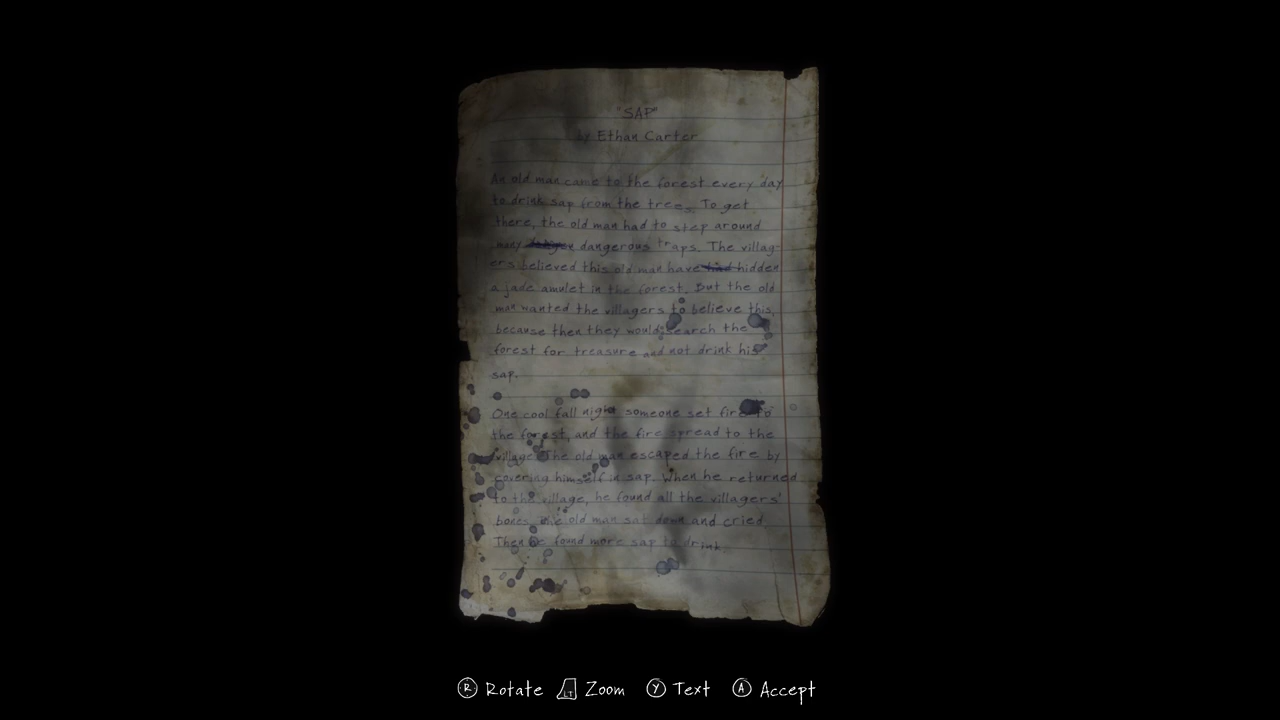 "SAP"
by Ethan Carter
An old man came to the forest every day
to drink sap from the trees. To get
there, the old man had to step around
many dangerous traps. The villag-
ers believed this old man have had hidden
a jade amulet in the forest. But the old
man wanted the villagers to believe this,
because then they would search the
forest for treasure and not drink his
sap.
One cool fall night someone set fire to
the forest, and the fire spread to the
village. The old man escaped the fire by
covering himself in sap. When he returned
to the village, he found all the villagers'
bones. The old man sat down and cried.
Then he found more sap to drink.
R Rotate LT Zoom Y Text A Accept